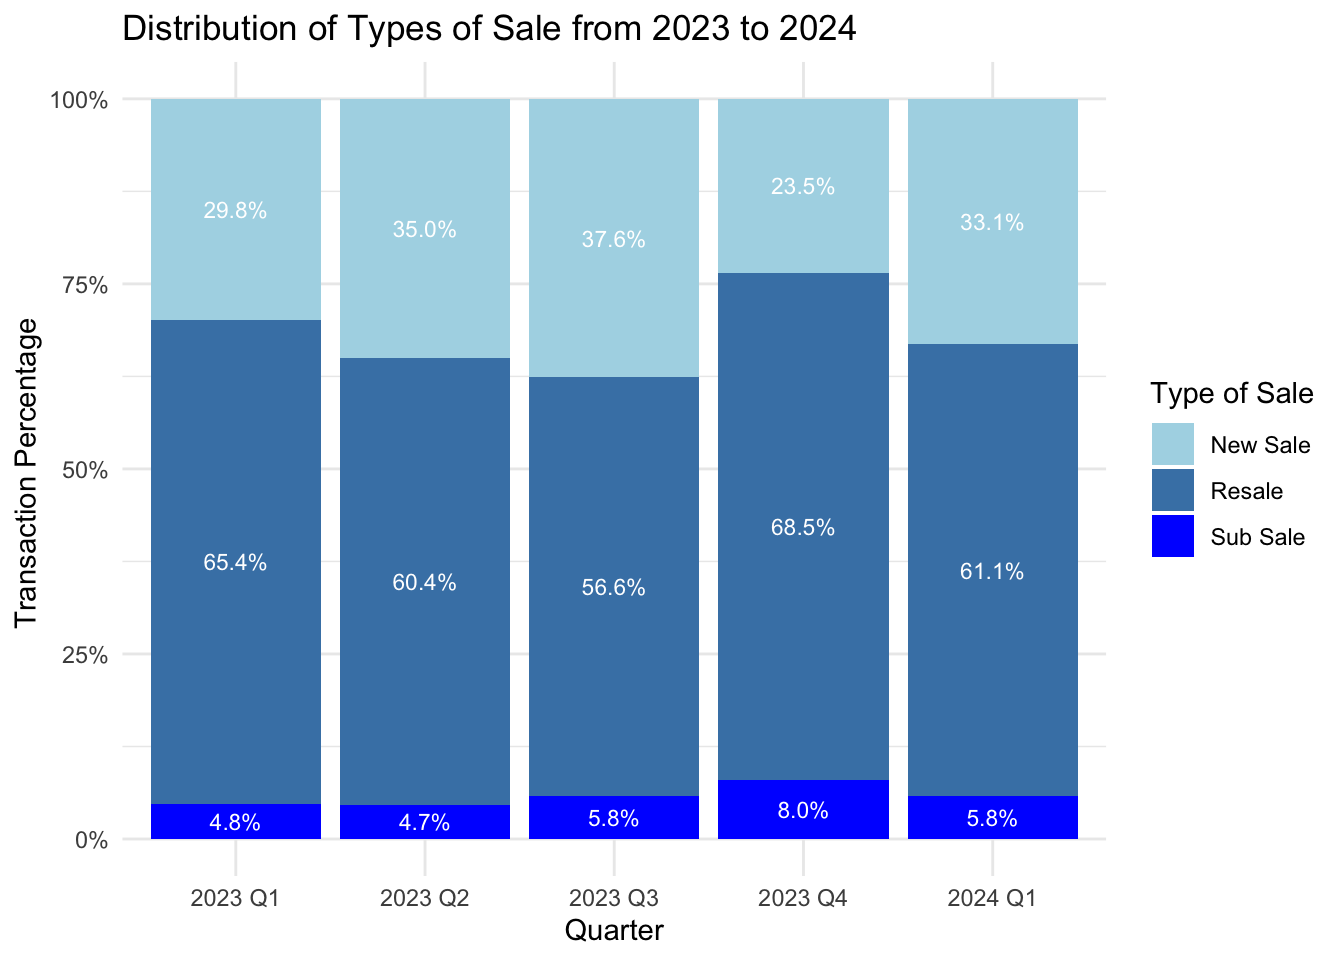 Distribution of Types of Sale from 2023 to 2024
Transaction Percentage
100%
75%
50%
25%
0%
29.8%
35.0%
37.6%
23.5%
33.1%
65.4%
60.4%
56.6%
68.5%
61.1%
4.8%
4.7%
5.8%
8.0%
5.8%
2023 Q1
2023 Q2
2023 Q3
2023 Q4
2024 Q1
Quarter
Type of Sale
New Sale
Resale
Sub Sale